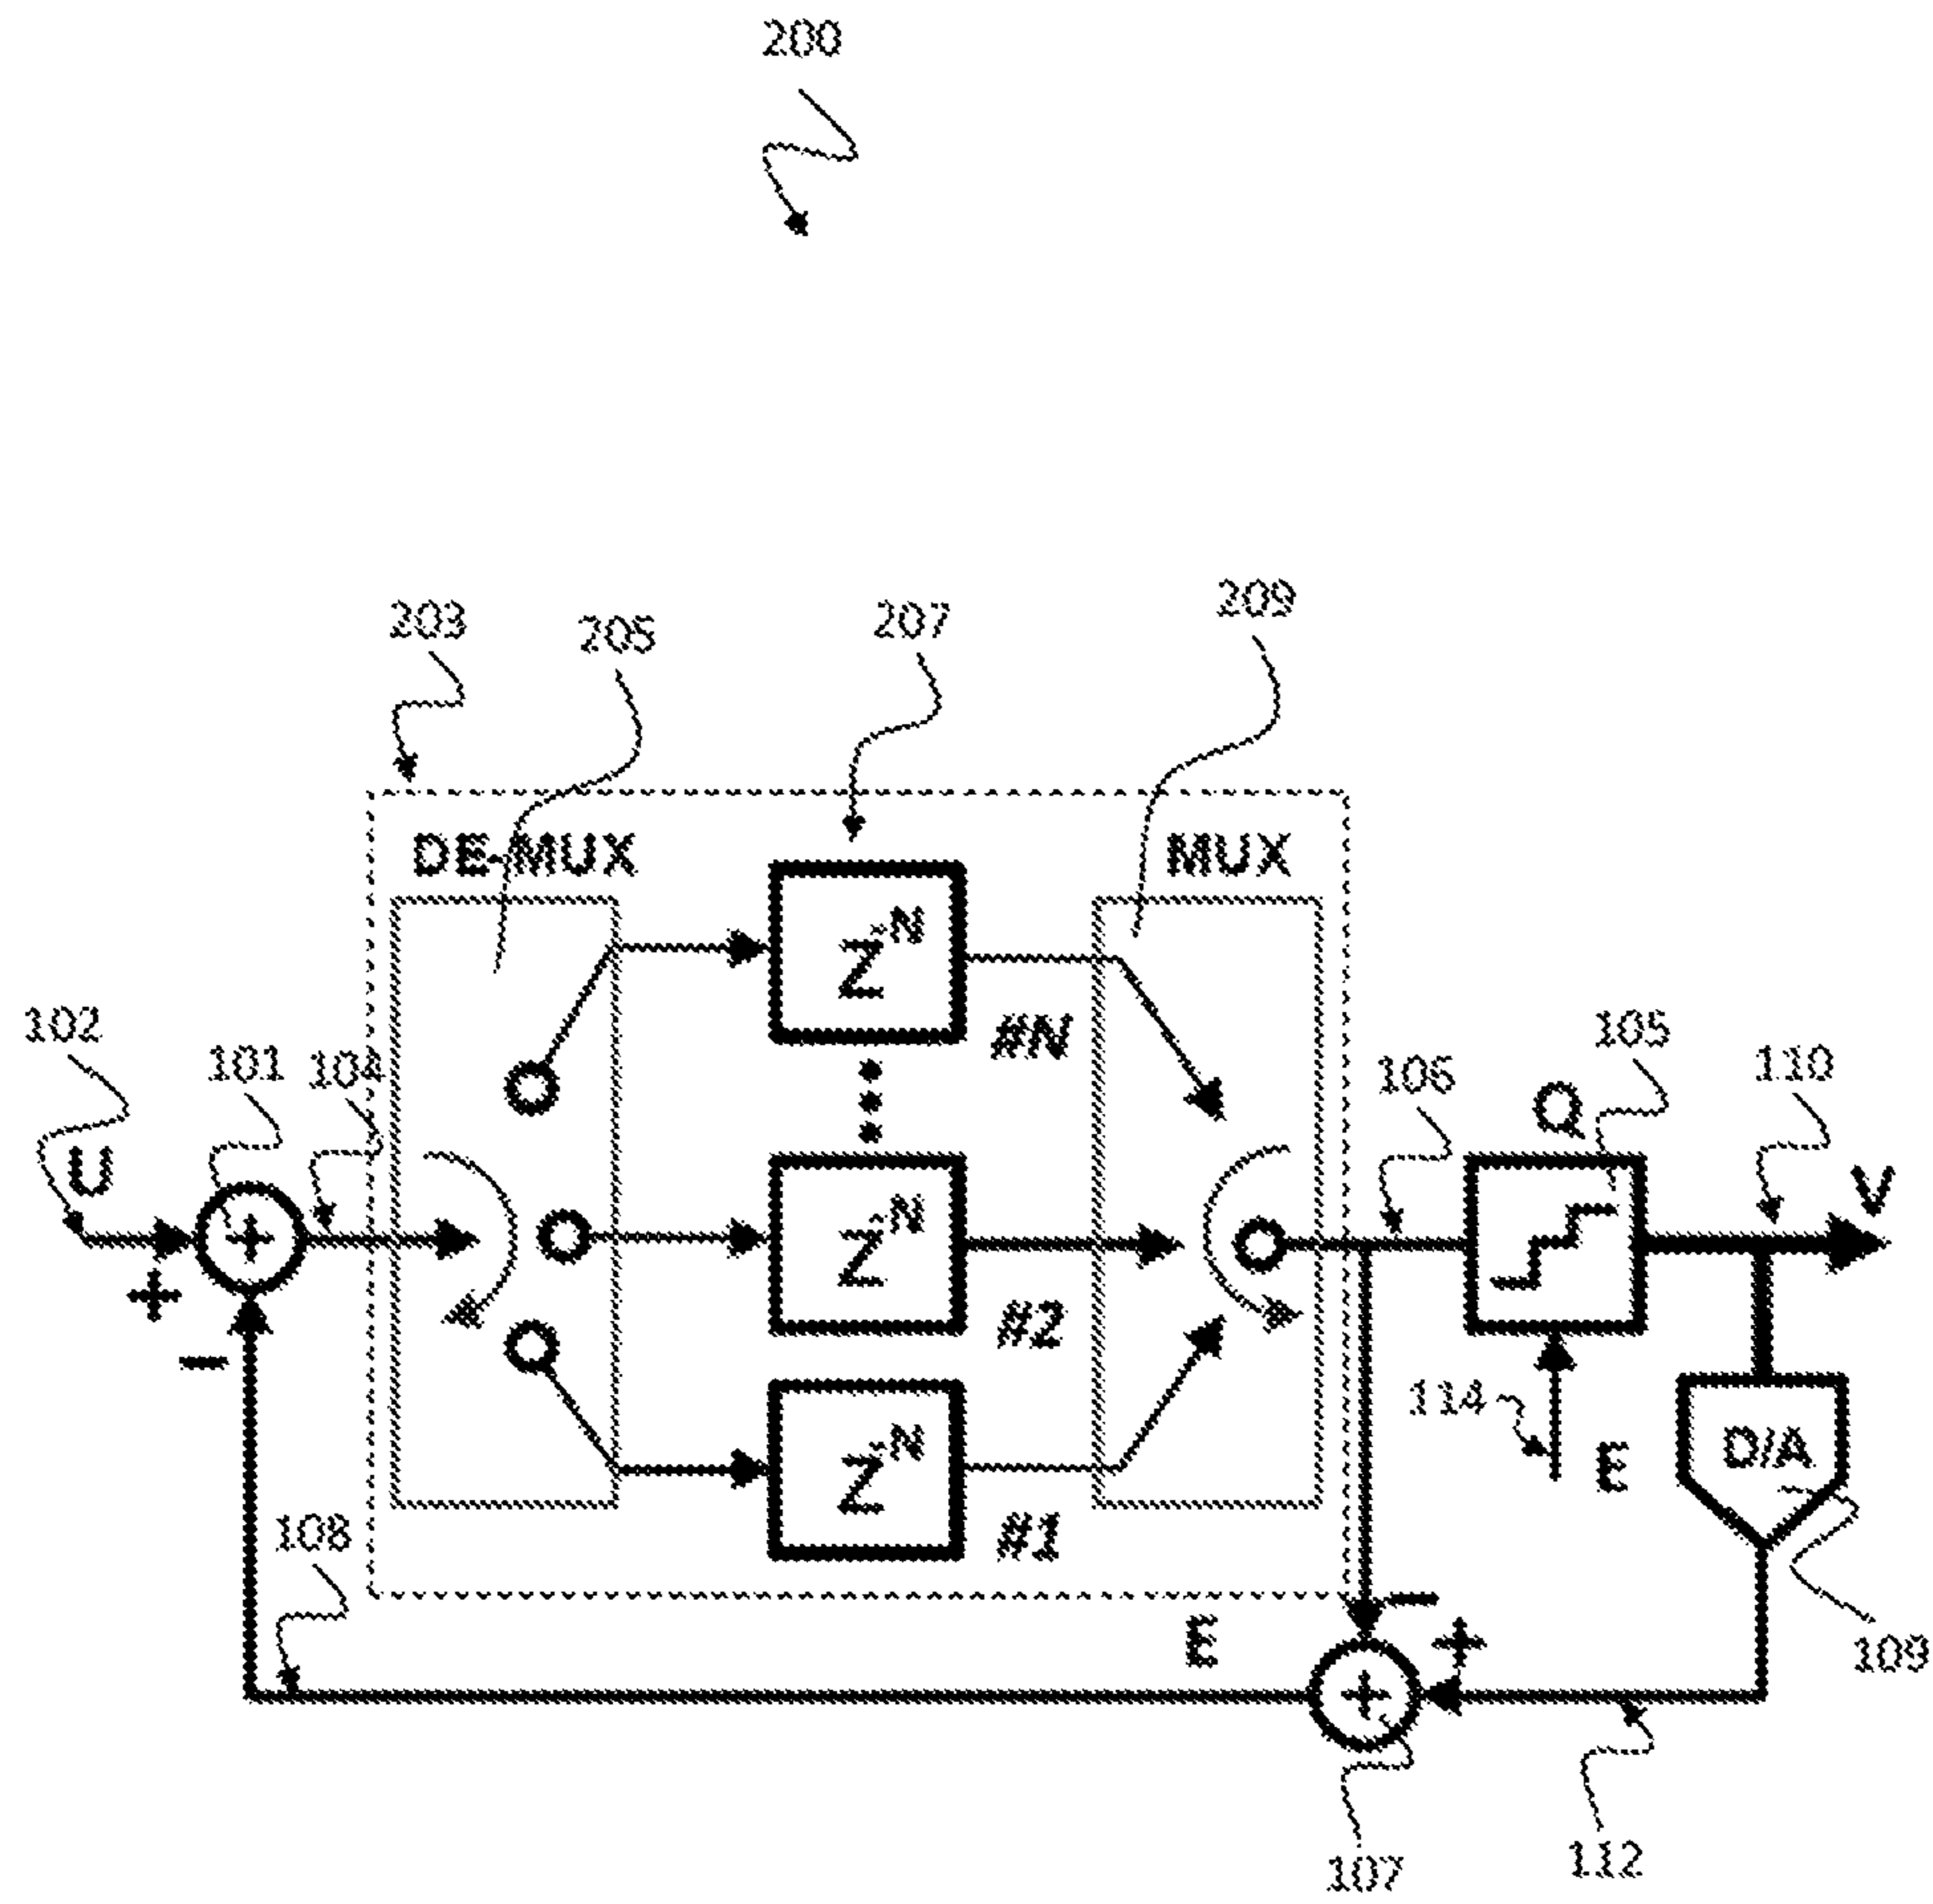 200
203
205
207
209
DE-MUX
MUX
Z^-N
#N
102
101
104
106
Q
105
110
U
V
+
+
−
Z^-N
#2
114
E
D/A
Z^-N
#1
108
E
−
+
+
109
107
112